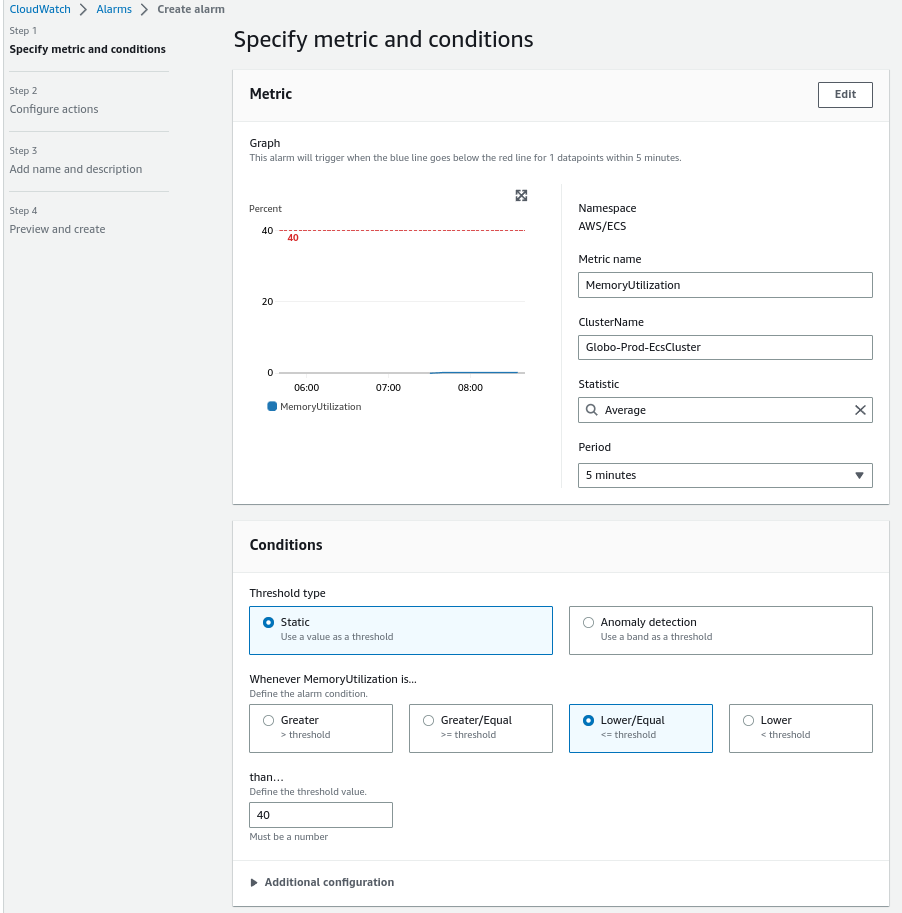 CloudWatch > Alarms > Create alarm
Step 1
Specify metric and conditions
Step 2
Configure actions
Step 3
Add name and description
Step 4
Preview and create
Specify metric and conditions
Metric
Edit
Graph
This alarm will trigger when the blue line goes below the red line for 1 datapoints within 5 minutes.
Percent
40
40
20
0
06:00 07:00 08:00
MemoryUtilization
Namespace
AWS/ECS
Metric name
MemoryUtilization
ClusterName
Globo-Prod-EcsCluster
Statistic
Average
Period
5 minutes
Conditions
Threshold type
Static
Use a value as a threshold
Anomaly detection
Use a band as a threshold
Whenever MemoryUtilization is...
Define the alarm condition.
Greater
> threshold
Greater/Equal
>= threshold
Lower/Equal
<= threshold
Lower
< threshold
than...
Define the threshold value.
40
Must be a number
Additional configuration